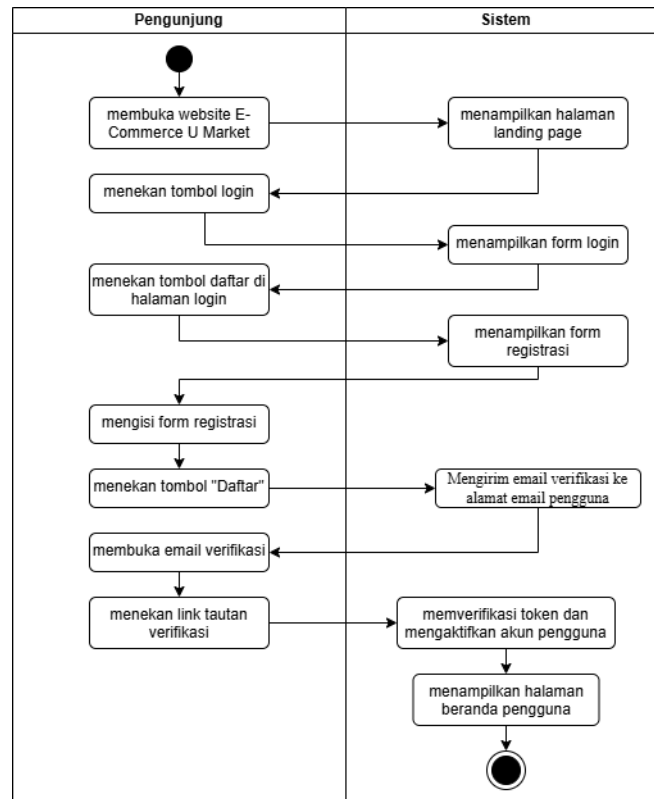 Pengunjung
Sistem
membuka website E-
Commerce U Market
menampilkan halaman
landing page
menekan tombol login
menampilkan form login
menekan tombol daftar di
halaman login
menampilkan form
registrasi
mengisi form registrasi
menekan tombol "Daftar"
Mengirim email verifikasi ke
alamat email pengguna
membuka email verifikasi
menekan link tautan
verifikasi
memverifikasi token dan
mengaktifkan akun pengguna
menampilkan halaman
beranda pengguna